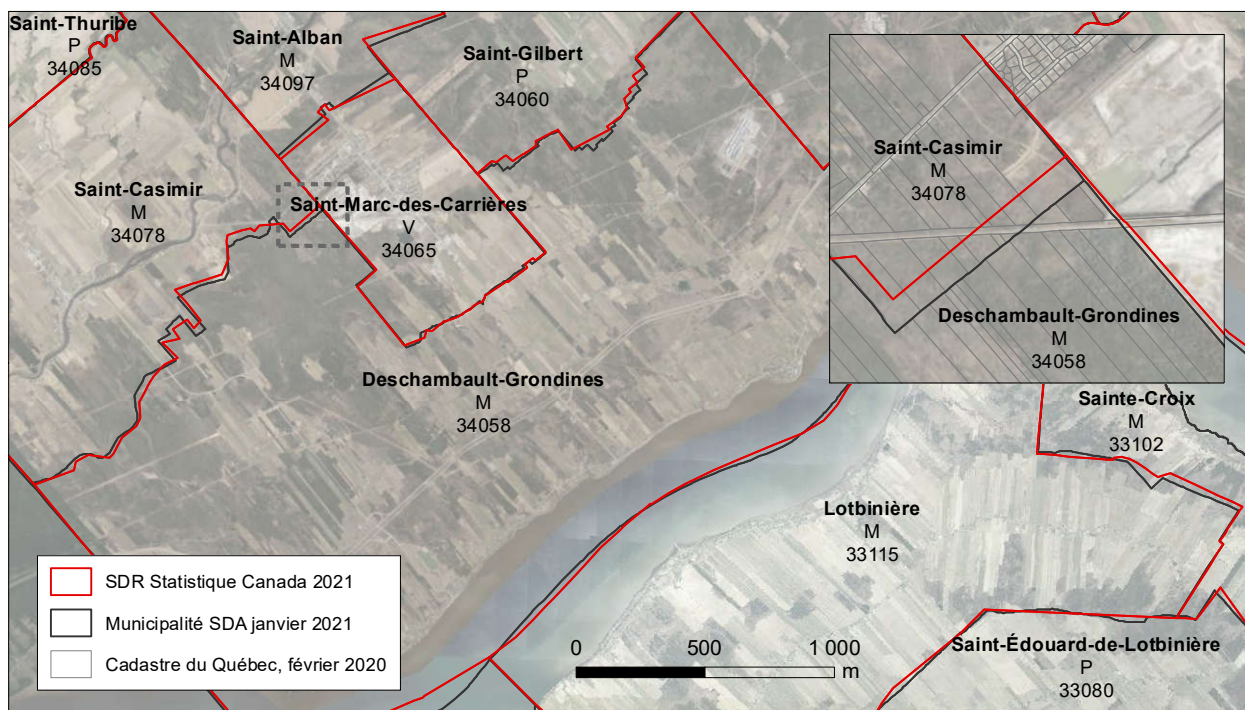 Saint-Thuribe
P
34085
Saint-Alban
M
34097
Saint-Gilbert
P
34060
Saint-Casimir
M
34078
Saint-Marc-des-Carrières
V
34065
Deschambault-Grondines
M
34058
Saint-Casimir
M
34078
Deschambault-Grondines
M
34058
Sainte-Croix
M
33102
Lotbinière
M
33115
Saint-Édouard-de-Lotbinière
P
33080
SDR Statistique Canada 2021
Municipalité SDA janvier 2021
Cadastre du Québec, février 2020
0 500 1 000
m